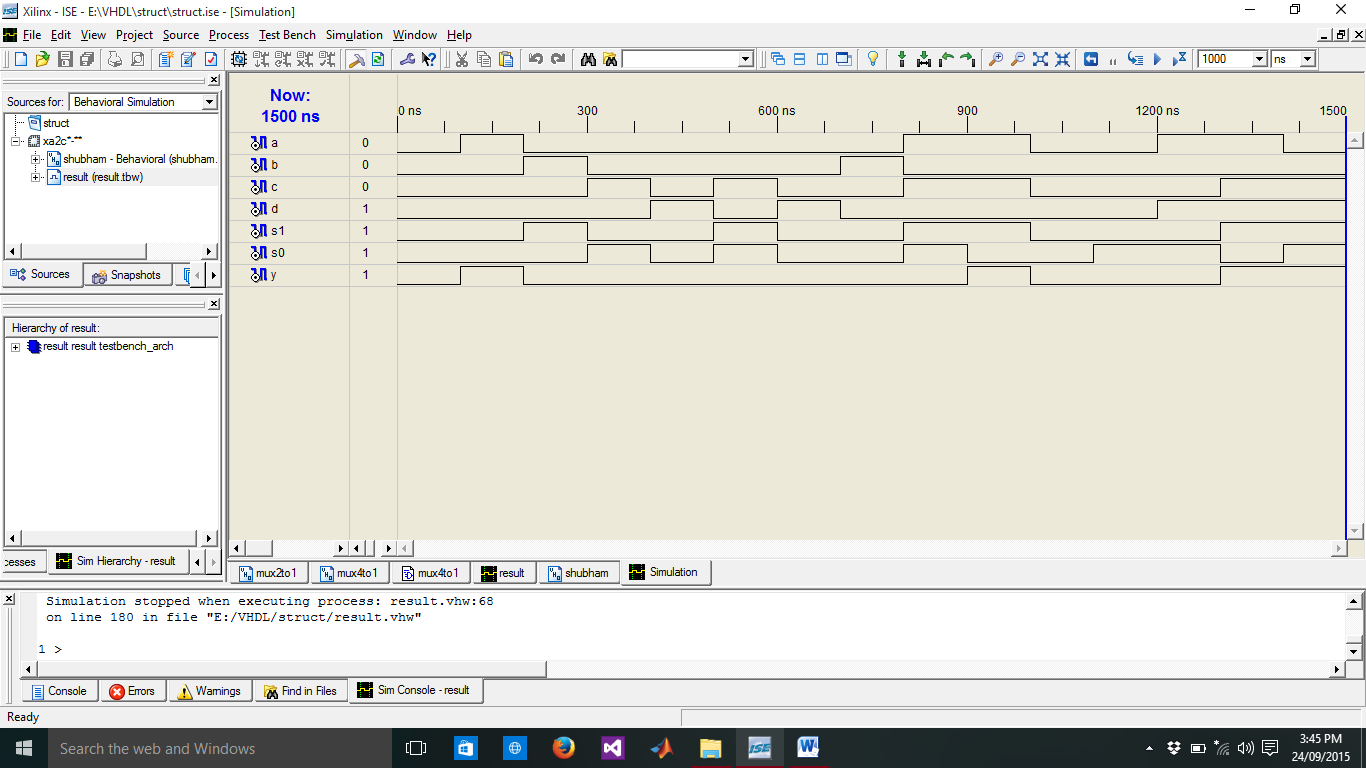 Xilinx - ISE - E:\VHDL\struct\struct.ise - [Simulation]
File Edit View Project Source Process Test Bench Simulation Window Help
1000 ns
Sources for: Behavioral Simulation
struct
xa2c*-**
shubham - Behavioral (shubham.
result (result.tbw)
Sources Snapshots
Hierarchy of result:
result result testbench_arch
cesses Sim Hierarchy - result
Now:
1500 ns
0 ns 300 600 ns 900 1200 ns 1500
a 0
b 0
c 0
d 1
s1 1
s0 1
y 1
mux2to1 mux4to1 mux4to1 result shubham Simulation
Simulation stopped when executing process: result.vhw:68
on line 180 in file "E:/VHDL/struct/result.vhw"
1 >
Console Errors Warnings Find in Files Sim Console - result
Ready
Search the web and Windows
ISE
3:45 PM
24/09/2015